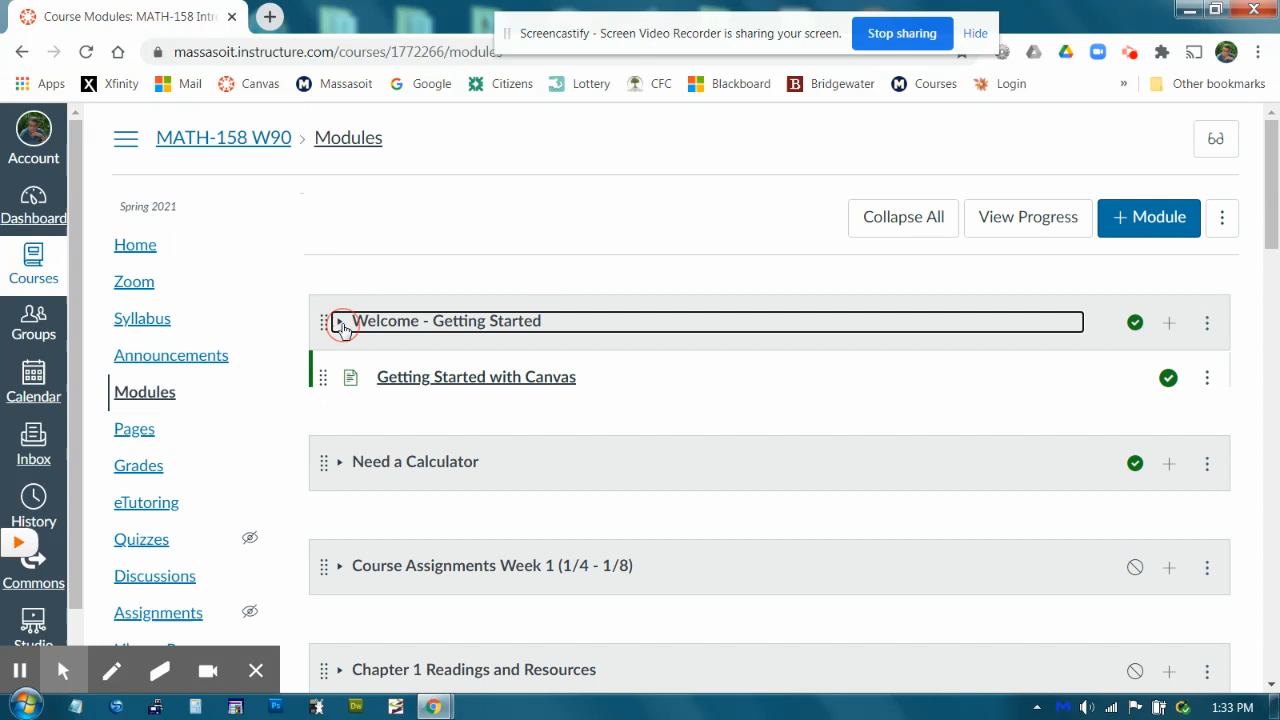 Course Modules: MATH-158 Intr
Screencastify - Screen Video Recorder is sharing your screen.
Stop sharing
Hide
massasoit.instructure.com/courses/1772266/modules
Apps
Xfinity
Mail
Canvas
Massasoit
Google
Citizens
Lottery
CFC
Blackboard
Bridgewater
Courses
Login
»
Other bookmarks
Account
Dashboard
Courses
Groups
Calendar
Inbox
History
Commons
Studio
MATH-158 W90 › Modules
Spring 2021
Home
Zoom
Syllabus
Announcements
Modules
Pages
Grades
eTutoring
Quizzes
Discussions
Assignments
Collapse All
View Progress
+ Module
Welcome - Getting Started
Getting Started with Canvas
Need a Calculator
Course Assignments Week 1 (1/4 - 1/8)
Chapter 1 Readings and Resources
1:33 PM